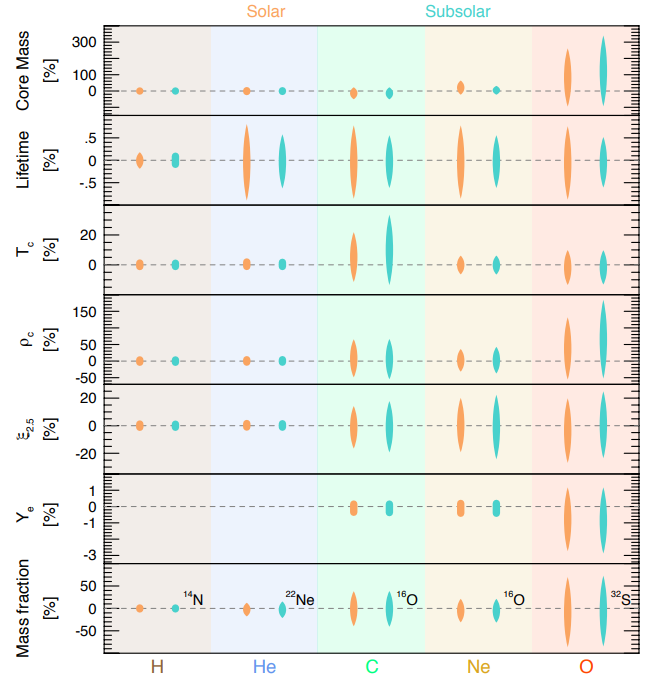 Solar Subsolar
Core Mass [%]
300
100
0
Lifetime [%]
.5
0
-.5
T_c [%]
20
0
ρ_c [%]
150
50
0
-50
ξ_2.5 [%]
20
0
-20
Y_e [%]
1
0
-1
-3
Mass fraction [%]
50
0
-50
¹⁴N ²²Ne ¹⁶O ¹⁶O ³²S
H He C Ne O